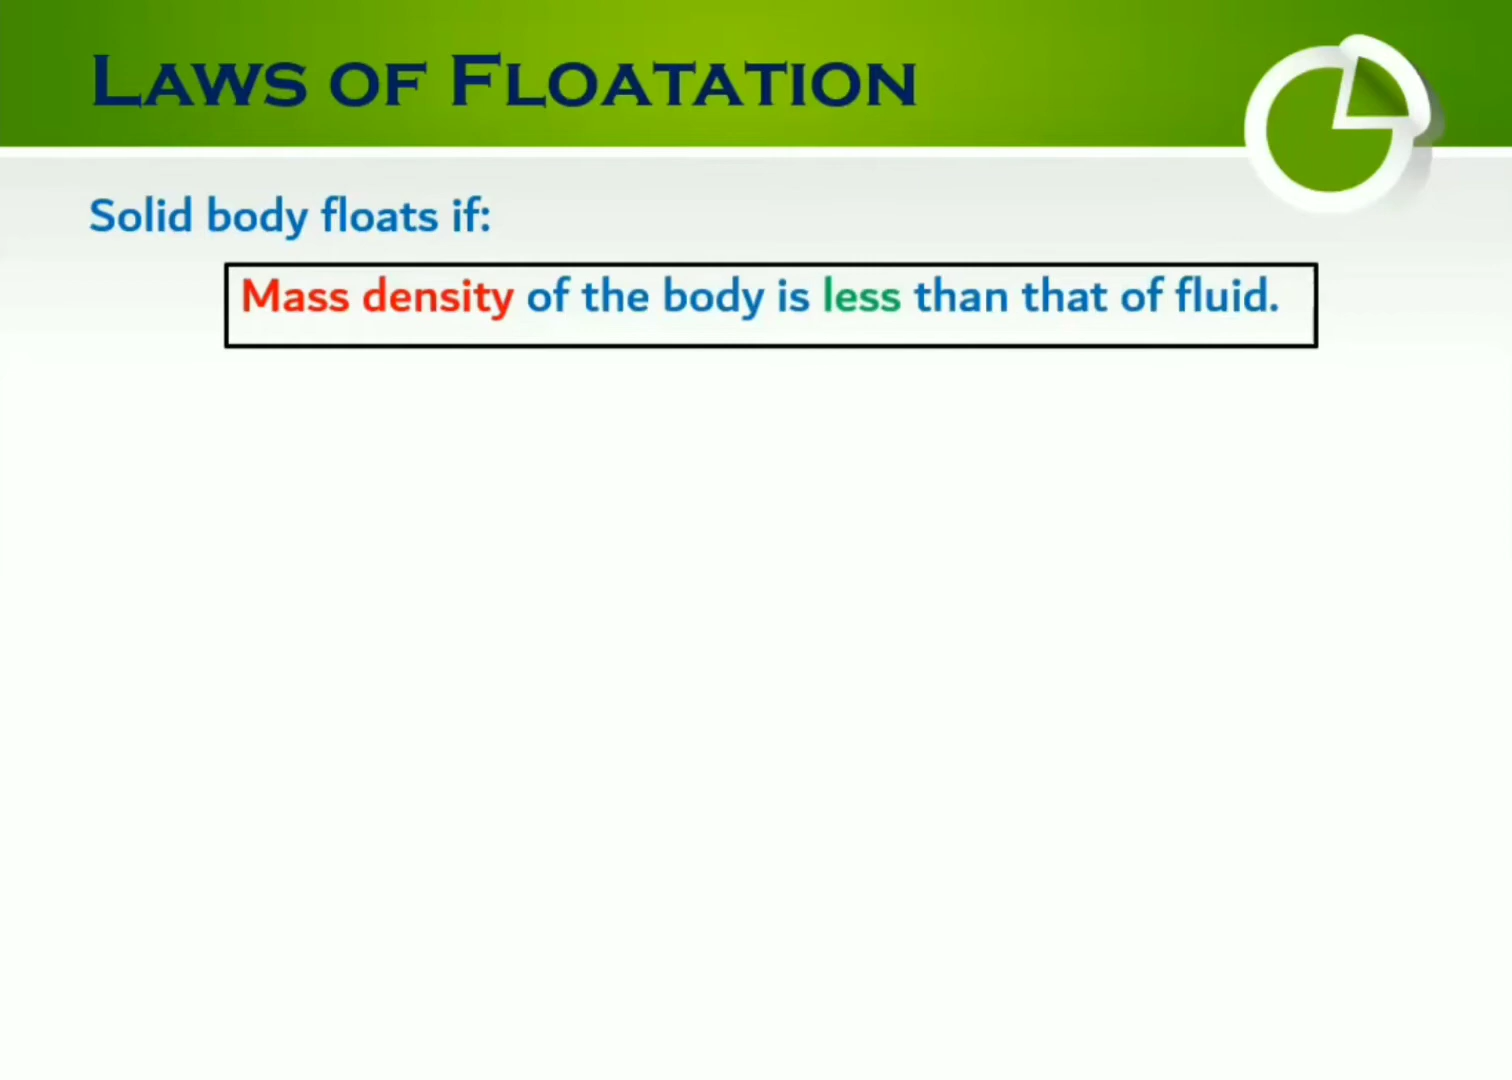 LAWS OF FLOATATION
Solid body floats if:
Mass density of the body is less than that of fluid.